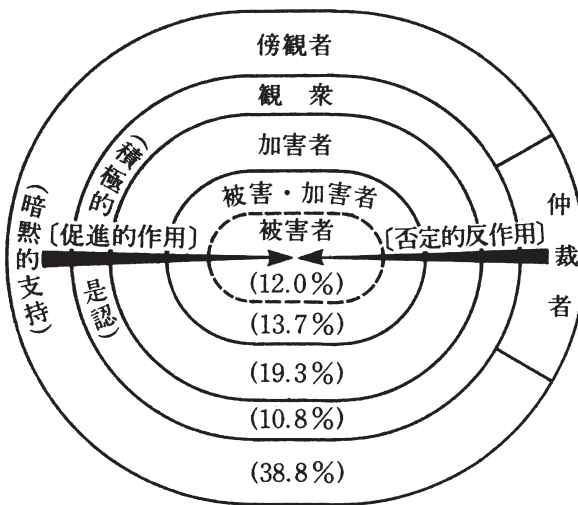 傍観者
観 衆
加害者
被害・加害者
被害者
(積極的是認)
(暗黙的支持)
〔促進的作用〕
〔否定的反作用〕
仲裁者
(12.0%)
(13.7%)
(19.3%)
(10.8%)
(38.8%)